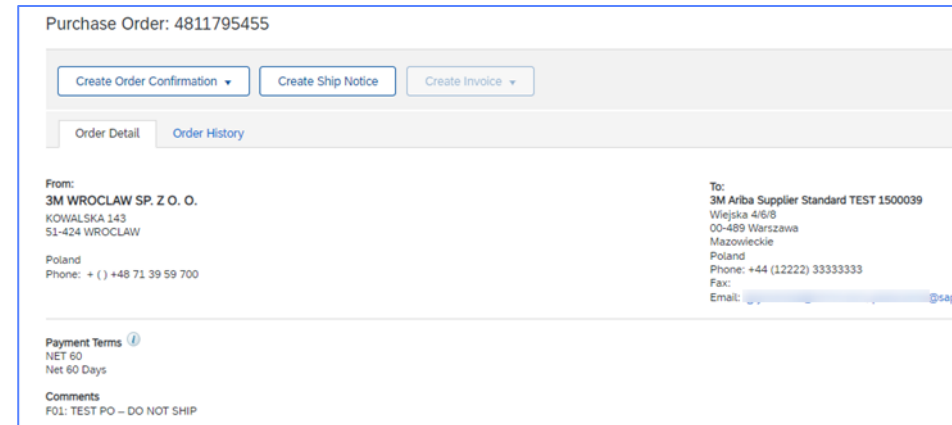 Purchase Order: 4811795455
Create Order Confirmation
Create Ship Notice
Create Invoice
Order Detail
Order History
From:
3M WROCLAW SP. Z O. O.
KOWALSKA 143
51-424 WROCLAW
Poland
Phone: + ( ) +48 71 39 59 700
To:
3M Ariba Supplier Standard TEST 1500039
Wiejska 4/6/8
00-489 Warszawa
Mazowieckie
Poland
Phone: +44 (12222) 33333333
Fax:
Email:
Payment Terms
NET 60
Net 60 Days
Comments
F01: TEST PO – DO NOT SHIP